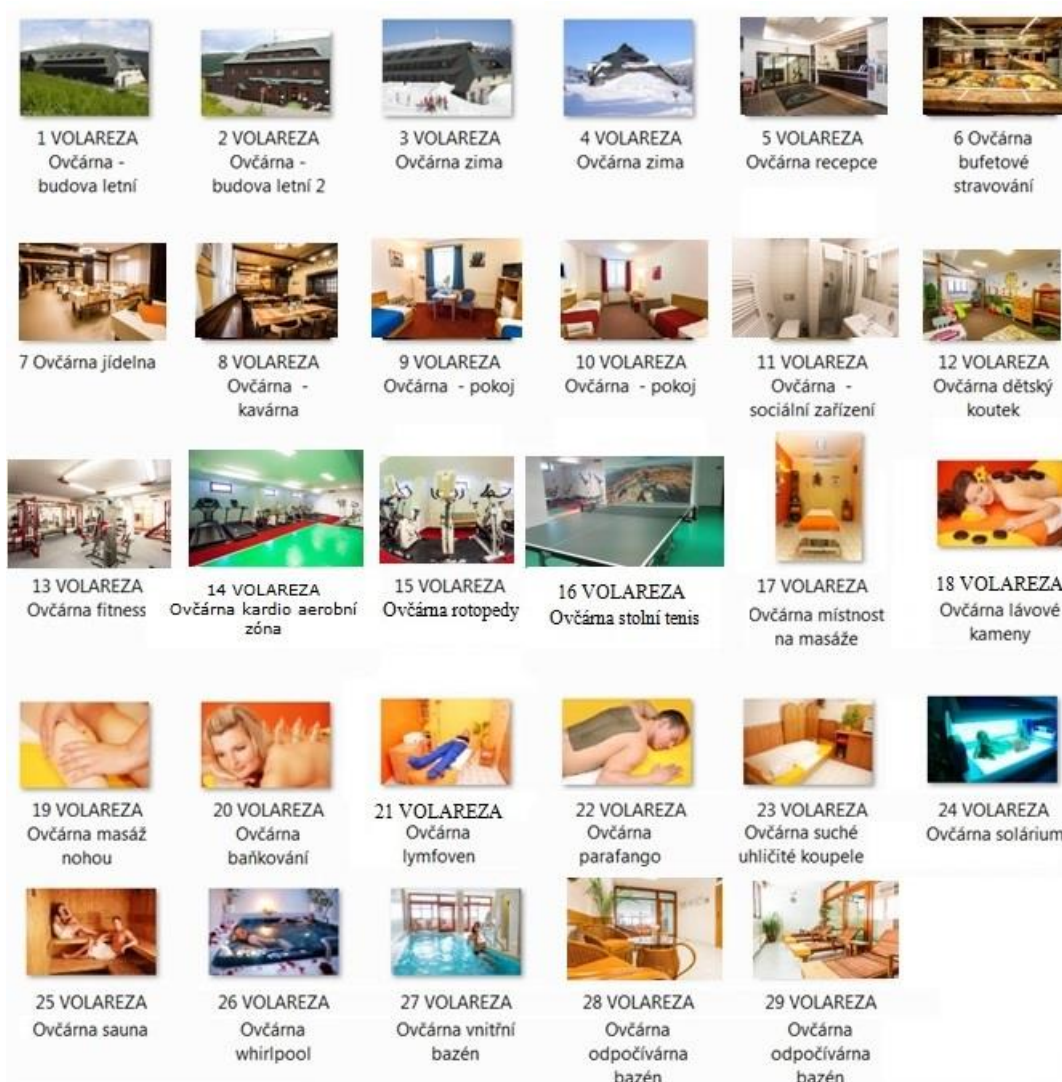 1 VOLAREZA
Ovčárna -
budova letní
2 VOLAREZA
Ovčárna -
budova letní 2
3 VOLAREZA
Ovčárna zima
4 VOLAREZA
Ovčárna zima
5 VOLAREZA
Ovčárna recepce
6 Ovčárna
bufetové
stravování
7 Ovčárna jídelna
8 VOLAREZA
Ovčárna -
kavárna
9 VOLAREZA
Ovčárna - pokoj
10 VOLAREZA
Ovčárna - pokoj
11 VOLAREZA
Ovčárna -
sociální zařízení
12 VOLAREZA
Ovčárna dětský
koutek
13 VOLAREZA
Ovčárna fitness
14 VOLAREZA
Ovčárna kardio aerobní
zóna
15 VOLAREZA
Ovčárna rotopedy
16 VOLAREZA
Ovčárna stolní tenis
17 VOLAREZA
Ovčárna místnost
na masáže
18 VOLAREZA
Ovčárna lávové
kameny
19 VOLAREZA
Ovčárna masáž
nohou
20 VOLAREZA
Ovčárna
baňkování
21 VOLAREZA
Ovčárna
lymfoven
22 VOLAREZA
Ovčárna
parafango
23 VOLAREZA
Ovčárna suché
uhličité koupele
24 VOLAREZA
Ovčárna solárium
25 VOLAREZA
Ovčárna sauna
26 VOLAREZA
Ovčárna
whirlpool
27 VOLAREZA
Ovčárna vnitřní
bazén
28 VOLAREZA
Ovčárna
odpočívárna
bazén
29 VOLAREZA
Ovčárna
odpočívárna
bazén